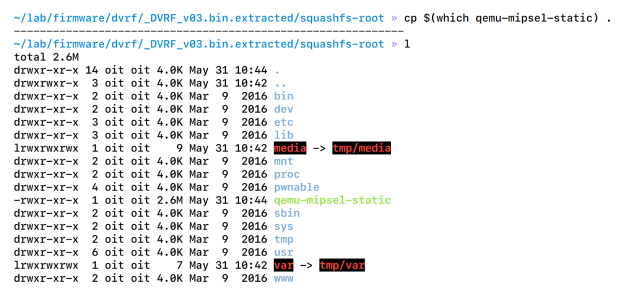 ~/lab/firmware/dvrf/_DVRF_v03.bin.extracted/squashfs-root » cp $(which qemu-mipsel-static) .
------------------------------------------------------------
~/lab/firmware/dvrf/_DVRF_v03.bin.extracted/squashfs-root » l
total 2.6M
drwxr-xr-x 14 oit oit 4.0K May 31 10:44 .
drwxrwxr-x  3 oit oit 4.0K May 31 10:42 ..
drwxr-xr-x  2 oit oit 4.0K Mar  9  2016 bin
drwxr-xr-x  2 oit oit 4.0K Mar  9  2016 dev
drwxr-xr-x  3 oit oit 4.0K Mar  9  2016 etc
drwxr-xr-x  3 oit oit 4.0K Mar  9  2016 lib
lrwxrwxrwx  1 oit oit    9 May 31 10:42 media -> tmp/media
drwxr-xr-x  2 oit oit 4.0K Mar  9  2016 mnt
drwxr-xr-x  2 oit oit 4.0K Mar  9  2016 proc
drwxr-xr-x  4 oit oit 4.0K Mar  9  2016 pwnable
-rwxr-xr-x  1 oit oit 2.6M May 31 10:44 qemu-mipsel-static
drwxr-xr-x  2 oit oit 4.0K Mar  9  2016 sbin
drwxr-xr-x  2 oit oit 4.0K Mar  9  2016 sys
drwxr-xr-x  2 oit oit 4.0K Mar  9  2016 tmp
drwxr-xr-x  6 oit oit 4.0K Mar  9  2016 usr
lrwxrwxrwx  1 oit oit    7 May 31 10:42 var -> tmp/var
drwxr-xr-x  2 oit oit 4.0K Mar  9  2016 www